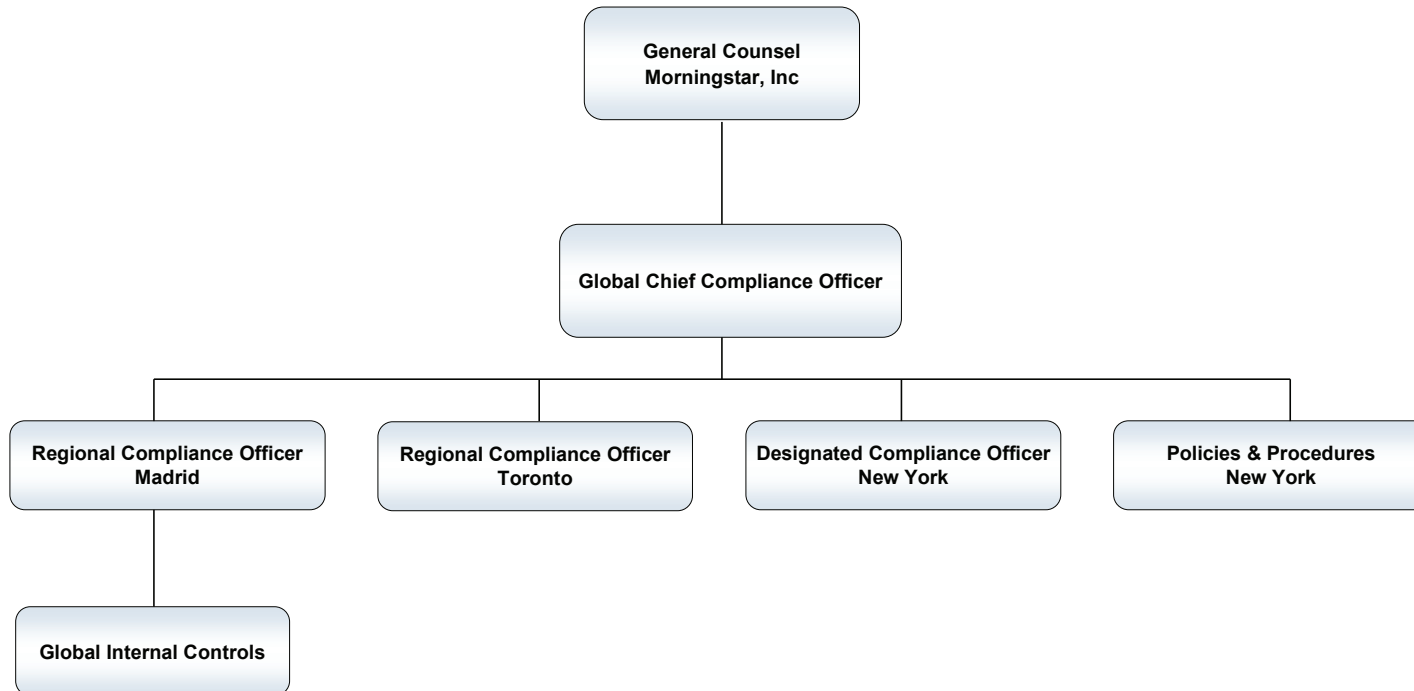 General Counsel
Morningstar, Inc
Global Chief Compliance Officer
Regional Compliance Officer
Madrid
Regional Compliance Officer
Toronto
Designated Compliance Officer
New York
Policies & Procedures
New York
Global Internal Controls